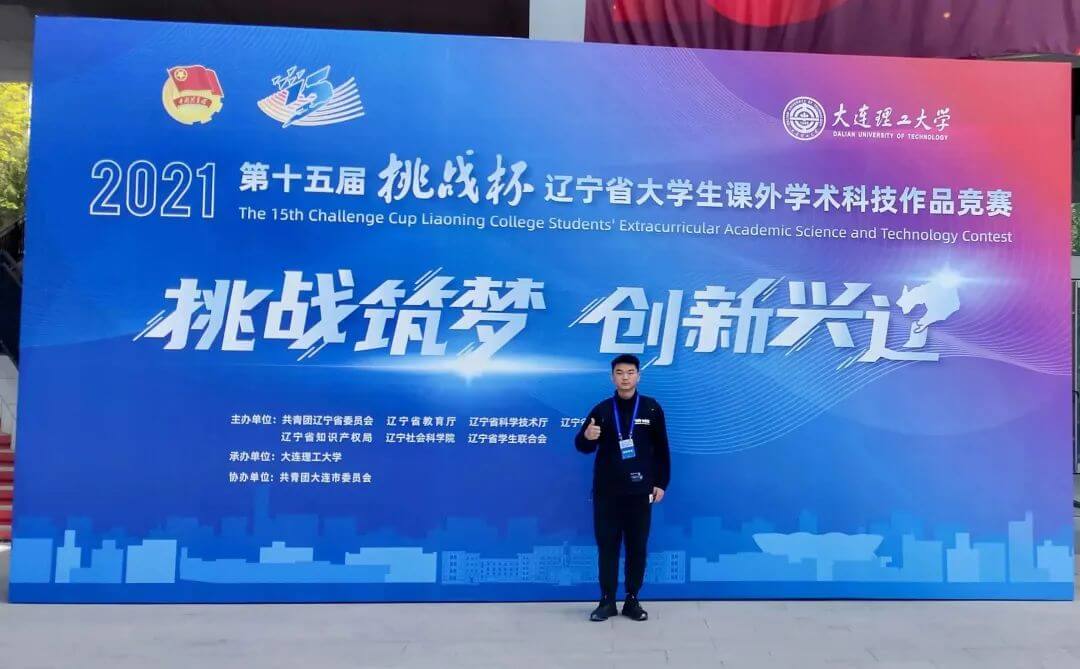 大连理工大学
DALIAN UNIVERSITY OF TECHNOLOGY
2021 第十五届 挑战杯 辽宁省大学生课外学术科技作品竞赛
The 15th Challenge Cup Liaoning College Students' Extracurricular Academic Science and Technology Contest
挑战筑梦 创新兴辽
主办单位：共青团辽宁省委员会 辽宁省教育厅 辽宁省科学技术厅 辽宁
辽宁省知识产权局 辽宁社会科学院 辽宁省学生联合会
承办单位：大连理工大学
协办单位：共青团大连市委员会